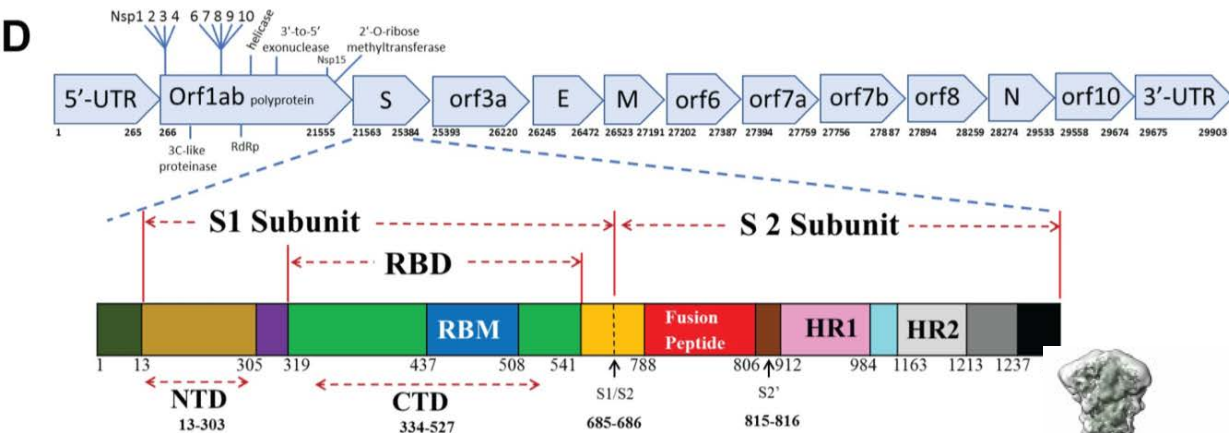 D
Nsp1 2 3 4 6 7 8 9 10
helicase
3'-to-5'
exonuclease
Nsp15
2'-O-ribose
methyltransferase
5'-UTR
Orf1ab polyprotein
S
orf3a
E
M
orf6
orf7a
orf7b
orf8
N
orf10
3'-UTR
1 265 266 21555 21563 25384 25393 26220 26245 26472 26523 27191 27202 27387 27394 27759 27756 27887 27894 28259 28274 29533 29558 29674 29675 29903
3C-like
proteinase
RdRp
S1 Subunit
S 2 Subunit
RBD
RBM
Fusion
Peptide
HR1
HR2
1 13 305 319 437 508 541 788 806 912 984 1163 1213 1237
NTD
13-303
CTD
334-527
S1/S2
685-686
S2'
815-816